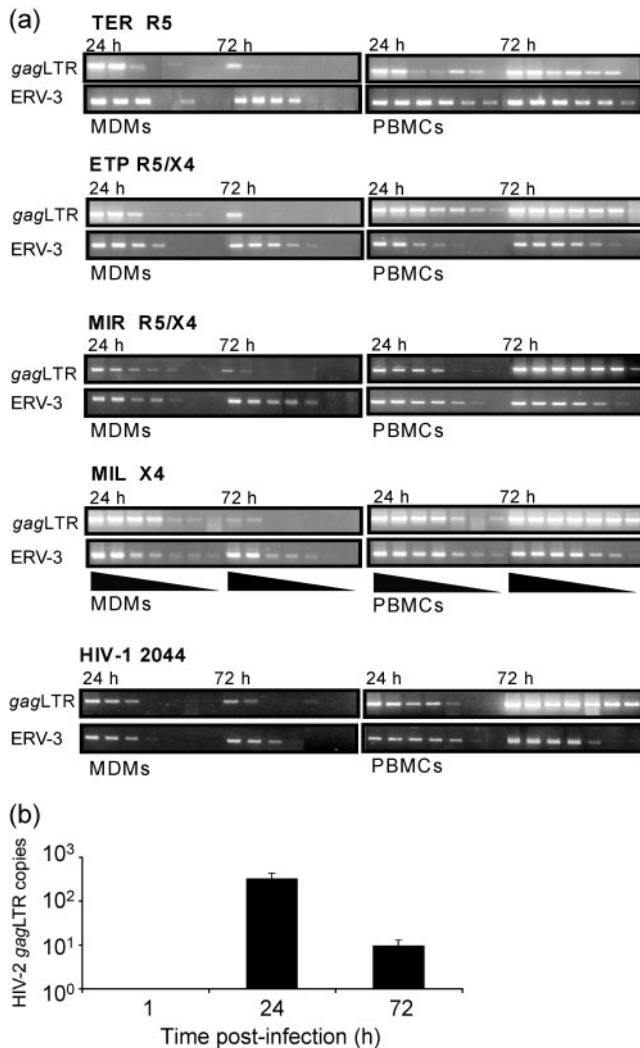 (a)
TER R5
24 h 72 h 24 h 72 h
gagLTR
ERV-3
MDMs PBMCs
ETP R5/X4
24 h 72 h 24 h 72 h
gagLTR
ERV-3
MDMs PBMCs
MIR R5/X4
24 h 72 h 24 h 72 h
gagLTR
ERV-3
MDMs PBMCs
MIL X4
24 h 72 h 24 h 72 h
gagLTR
ERV-3
MDMs PBMCs
HIV-1 2044
24 h 72 h 24 h 72 h
gagLTR
ERV-3
MDMs PBMCs
(b)
HIV-2 gagLTR copies
10³
10²
10¹
10⁰
1 24 72
Time post-infection (h)